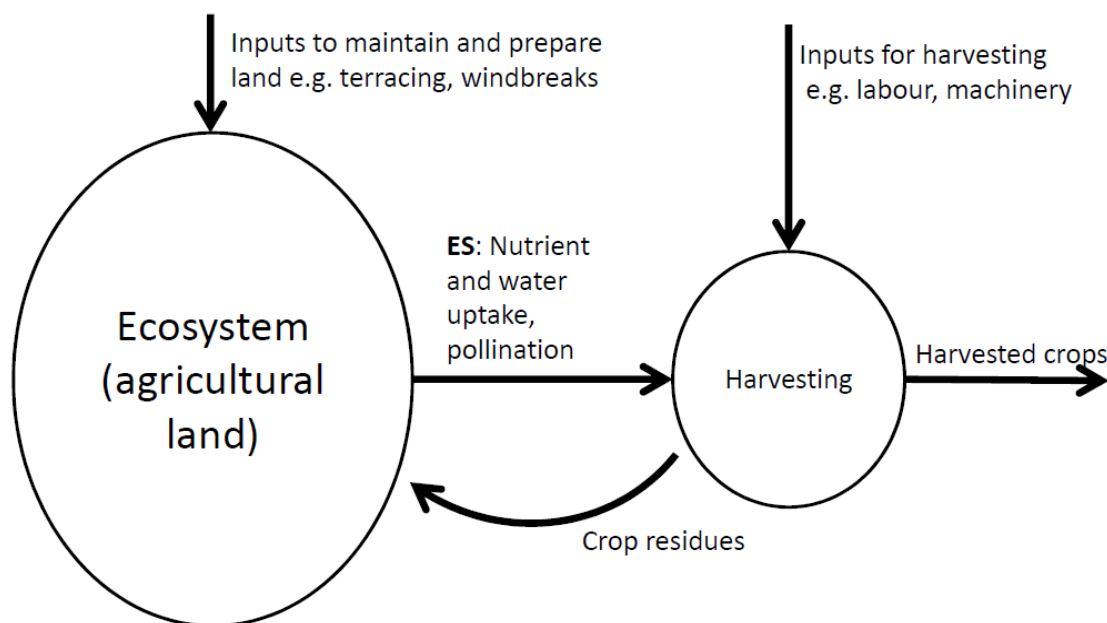 Inputs to maintain and prepare
land e.g. terracing, windbreaks
Inputs for harvesting
e.g. labour, machinery
ES: Nutrient
and water
uptake,
pollination
Ecosystem
(agricultural
land)
Harvesting
Harvested crops
Crop residues